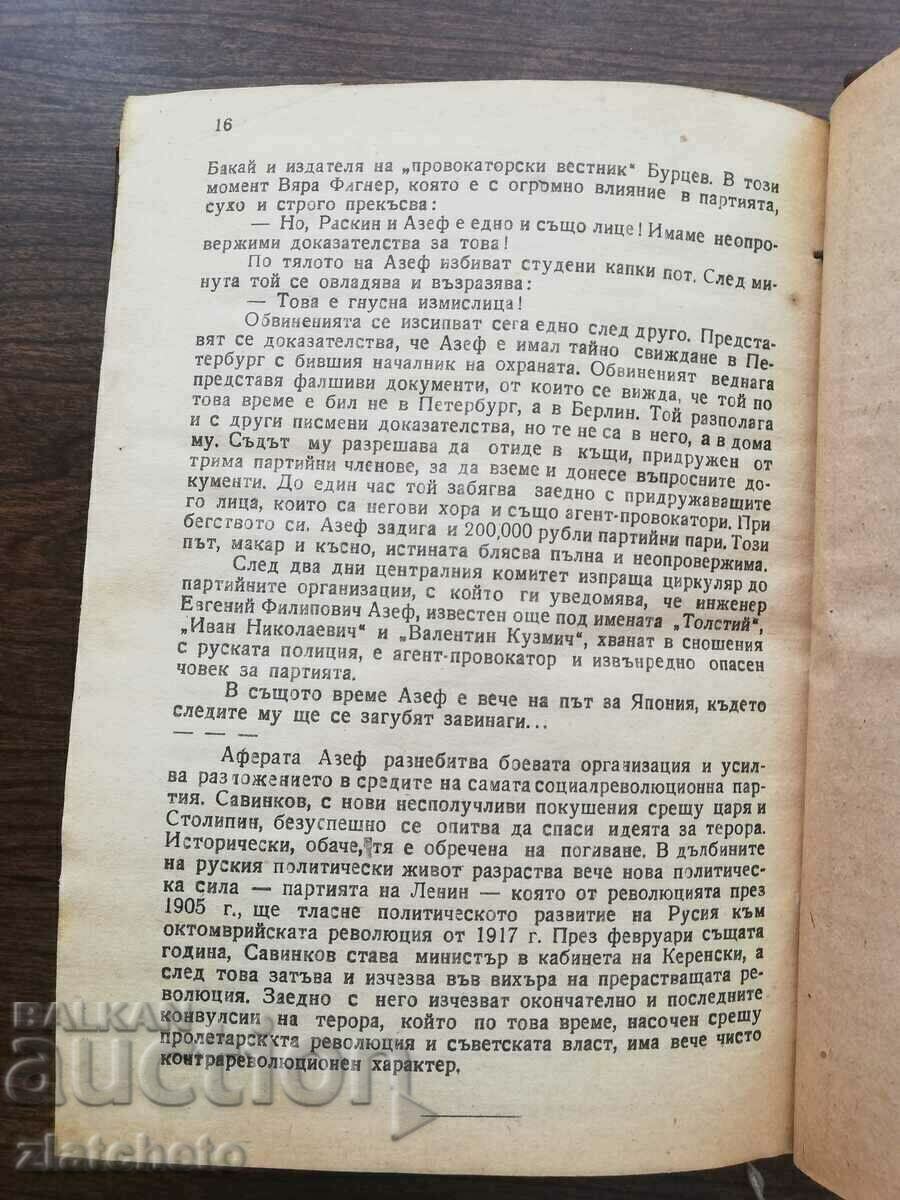 16
Бакай и издателя на „провокаторски вестник“ Бурцев. В този
момент Вяра Фигнер, която е с огромно влияние в партията,
сухо и строго прекъсва:
— Но, Раскин и Азеф е едно и също лице! Имаме неопро-
вержими доказателства за това!
По тялото на Азеф избиват студени капки пот. След ми-
нута той се овладява и възразява:
— Това е гнусна измислица!
Обвиненията се изсипват сега едно след друго. Предста-
вят се доказателства, че Азеф е имал тайно свиждане в Пе-
тербург с бившия началник на охраната. Обвиненият веднага
представя фалшиви документи, от които се вижда, че той по
това време е бил не в Петербург, а в Берлин. Той разполага
и с други писмени доказателства, но те не са в него, а в дома
му. Съдът му разрешава да отиде в къщи, придружен от
трима партийни членове, за да вземе и донесе въпросните до-
кументи. До един час той забягва заедно с придружаващите
го лица, които са негови хора и също агент-провокатори. При
бегството си, Азеф задига и 200,000 рубли партийни пари. Този
път, макар и късно, истината блясва пълна и неопровержима.
След два дни централния комитет изпраща циркуляр до
партийните организации, с който ги уведомява, че инженер
Евгений Филипович Азеф, известен още под имената „Толстий“,
„Иван Николаевич“ и „Валентин Кузмич“, хванат в сношения
с руската полиция, е агент-провокатор и извънредно опасен
човек за партията.
В същото време Азеф е вече на път за Япония, където
следите му ще се загубят завинаги...
— — —
Аферата Азеф разнебитва боевата организация и усил-
ва разложението в средите на самата социалреволюционна пар-
тия. Савинков, с нови несполучливи покушения срещу царя и
Столипин, безуспешно се опитва да спаси идеята за терора.
Исторически, обаче, тя е обречена на погиване. В дълбините
на руския политически живот разраства вече нова политиче-
ска сила — партията на Ленин — която от революцията през
1905 г., ще тласне политическото развитие на Русия към
октомврийската революция от 1917 г. През февруари същата
година, Савинков става министър в кабинета на Керенски, а
след това затъва и изчезва във вихъра на прерастващата ре-
волюция. Заедно с него изчезват окончателно и последните
конвулсии на терора, който по това време, насочен срещу
пролетарскта революция и съветската власт, има вече чисто
контрареволюционен характер.
BALKAN
auction
zlatcheto